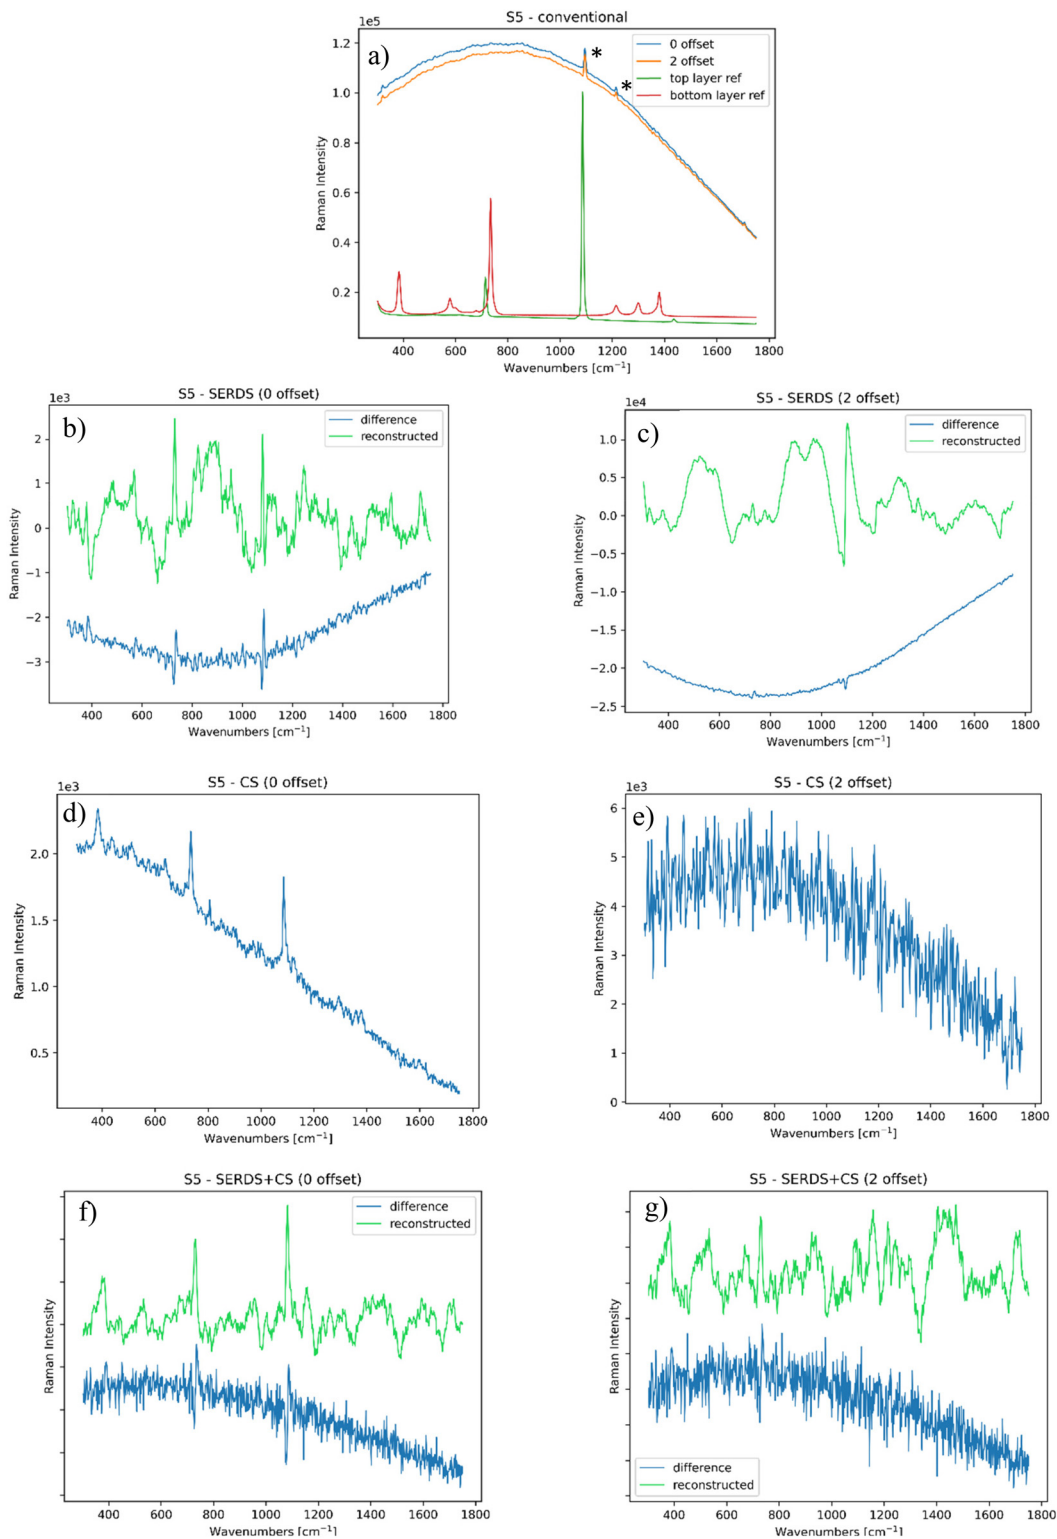 S5 - conventional
1e5
a)
0 offset
2 offset
top layer ref
bottom layer ref
*
*
1.2
1.0
0.8
0.6
0.4
0.2
Raman Intensity
400 600 800 1000 1200 1400 1600 1800
Wavenumbers [cm⁻¹]
S5 - SERDS (0 offset)
1e3
b)
difference
reconstructed
2
1
0
−1
−2
−3
Raman Intensity
400 600 800 1000 1200 1400 1600 1800
Wavenumbers [cm⁻¹]
S5 - SERDS (2 offset)
1e4
c)
difference
reconstructed
1.0
0.5
0.0
−0.5
−1.0
−1.5
−2.0
−2.5
Raman Intensity
400 600 800 1000 1200 1400 1600 1800
Wavenumbers [cm⁻¹]
S5 - CS (0 offset)
1e3
d)
2.0
1.5
1.0
0.5
Raman Intensity
400 600 800 1000 1200 1400 1600 1800
Wavenumbers [cm⁻¹]
S5 - CS (2 offset)
1e3
e)
6
5
4
3
2
1
0
Raman Intensity
400 600 800 1000 1200 1400 1600 1800
Wavenumbers [cm⁻¹]
S5 - SERDS+CS (0 offset)
f)
difference
reconstructed
Raman Intensity
400 600 800 1000 1200 1400 1600 1800
Wavenumbers [cm⁻¹]
S5 - SERDS+CS (2 offset)
g)
difference
reconstructed
Raman Intensity
400 600 800 1000 1200 1400 1600 1800
Wavenumbers [cm⁻¹]